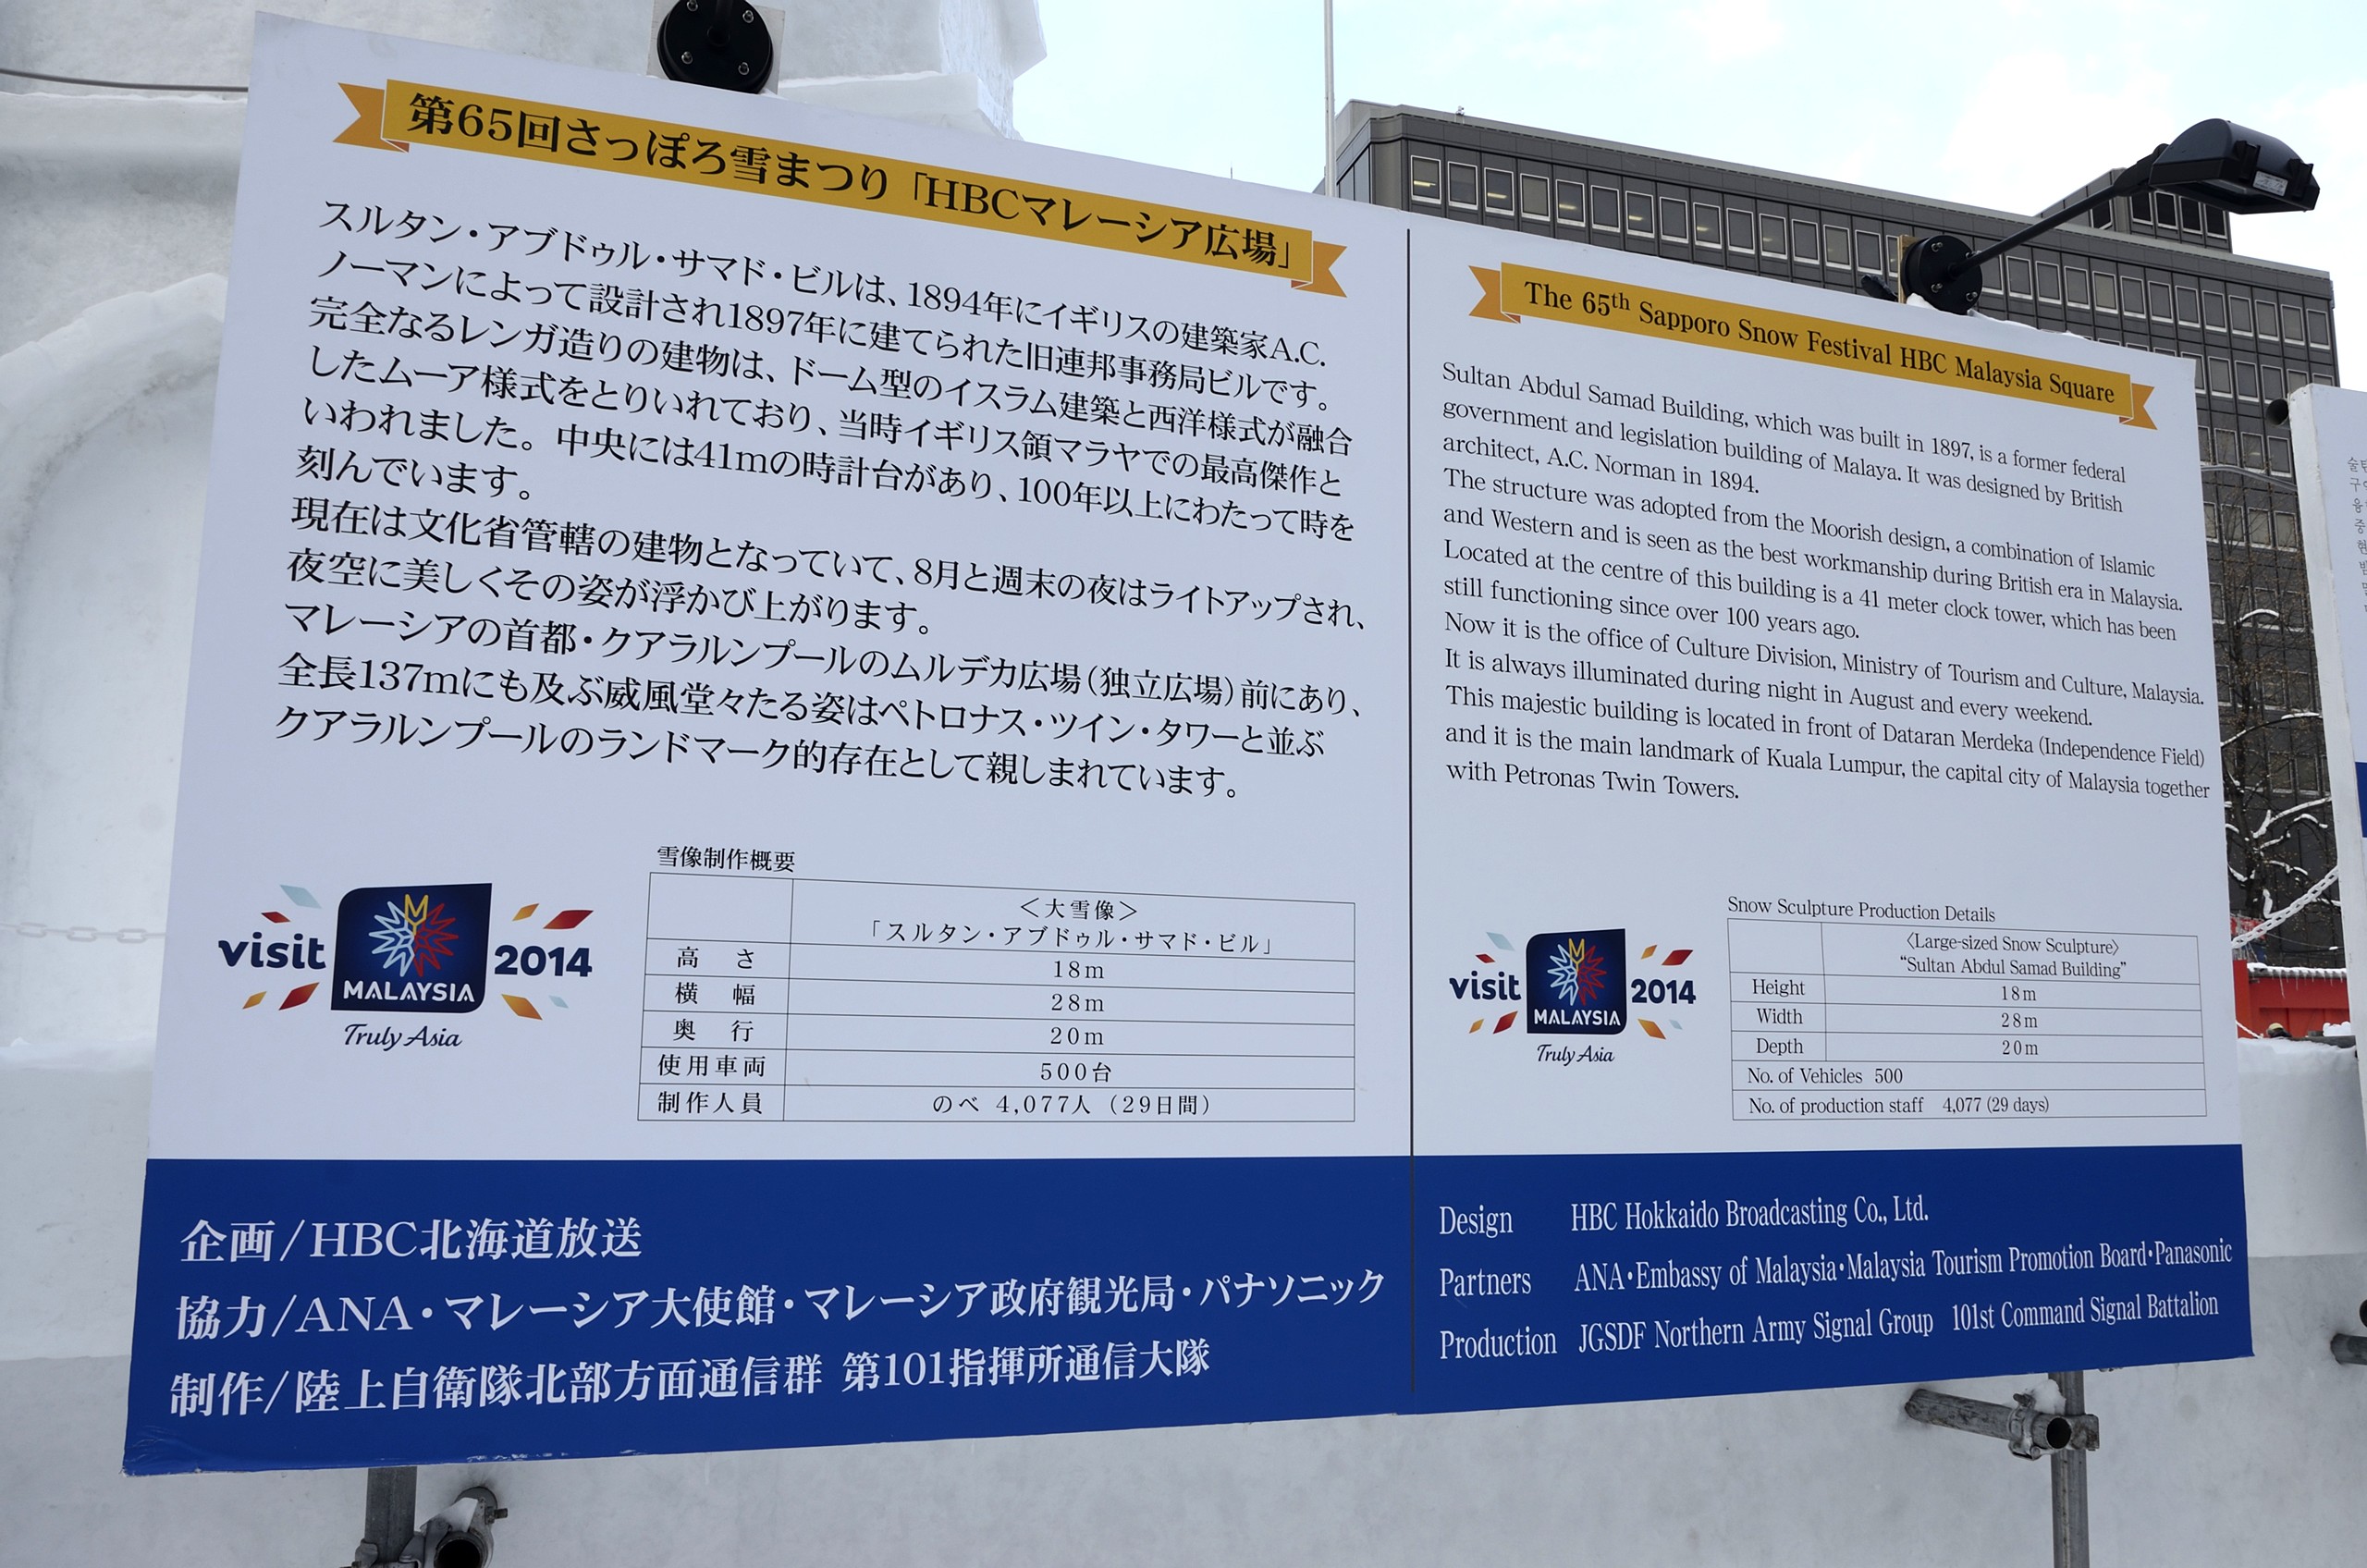 第65回さっぽろ雪まつり「HBCマレーシア広場」
スルタン・アブドゥル・サマド・ビルは、1894年にイギリスの建築家A.C.
ノーマンによって設計され1897年に建てられた旧連邦事務局ビルです。
完全なるレンガ造りの建物は、ドーム型のイスラム建築と西洋様式が融合
したムーア様式をとりいれており、当時イギリス領マラヤでの最高傑作と
いわれました。中央には41mの時計台があり、100年以上にわたって時を
刻んでいます。
現在は文化省管轄の建物となっていて、8月と週末の夜はライトアップされ、
夜空に美しくその姿が浮かび上がります。
マレーシアの首都・クアラルンプールのムルデカ広場(独立広場)前にあり、
全長137mにも及ぶ威風堂々たる姿はペトロナス・ツイン・タワーと並ぶ
クアラルンプールのランドマーク的存在として親しまれています。
visit MALAYSIA 2014
Truly Asia
雪像制作概要
<大雪像>
「スルタン・アブドゥル・サマド・ビル」
高さ 18m
横幅 28m
奥行 20m
使用車両 500台
制作人員 のべ 4,077人(29日間)
企画/HBC北海道放送
協力/ANA・マレーシア大使館・マレーシア政府観光局・パナソニック
制作/陸上自衛隊北部方面通信群 第101指揮所通信大隊
The 65th Sapporo Snow Festival HBC Malaysia Square
Sultan Abdul Samad Building, which was built in 1897, is a former federal
government and legislation building of Malaya. It was designed by British
architect, A.C. Norman in 1894.
The structure was adopted from the Moorish design, a combination of Islamic
and Western and is seen as the best workmanship during British era in Malaysia.
Located at the centre of this building is a 41 meter clock tower, which has been
still functioning since over 100 years ago.
Now it is the office of Culture Division, Ministry of Tourism and Culture, Malaysia.
It is always illuminated during night in August and every weekend.
This majestic building is located in front of Dataran Merdeka (Independence Field)
and it is the main landmark of Kuala Lumpur, the capital city of Malaysia together
with Petronas Twin Towers.
visit MALAYSIA 2014
Truly Asia
Snow Sculpture Production Details
〈Large-sized Snow Sculpture〉
"Sultan Abdul Samad Building"
Height 18m
Width 28m
Depth 20m
No. of Vehicles 500
No. of production staff 4,077 (29 days)
Design HBC Hokkaido Broadcasting Co., Ltd.
Partners ANA・Embassy of Malaysia・Malaysia Tourism Promotion Board・Panasonic
Production JGSDF Northern Army Signal Group 101st Command Signal Battalion